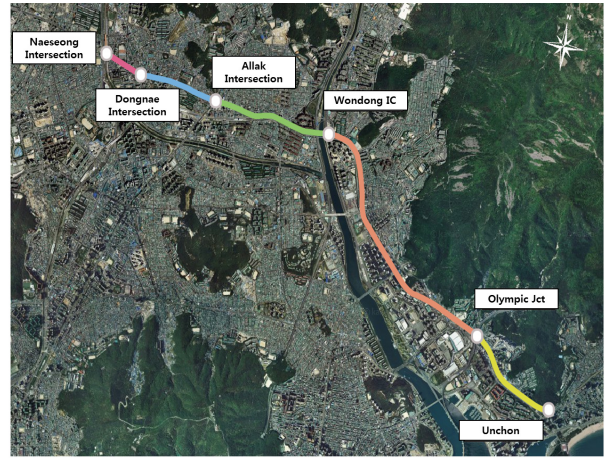 Naeseong
Intersection
Dongnae
Intersection
Allak
Intersection
Wondong IC
Olympic Jct
Unchon